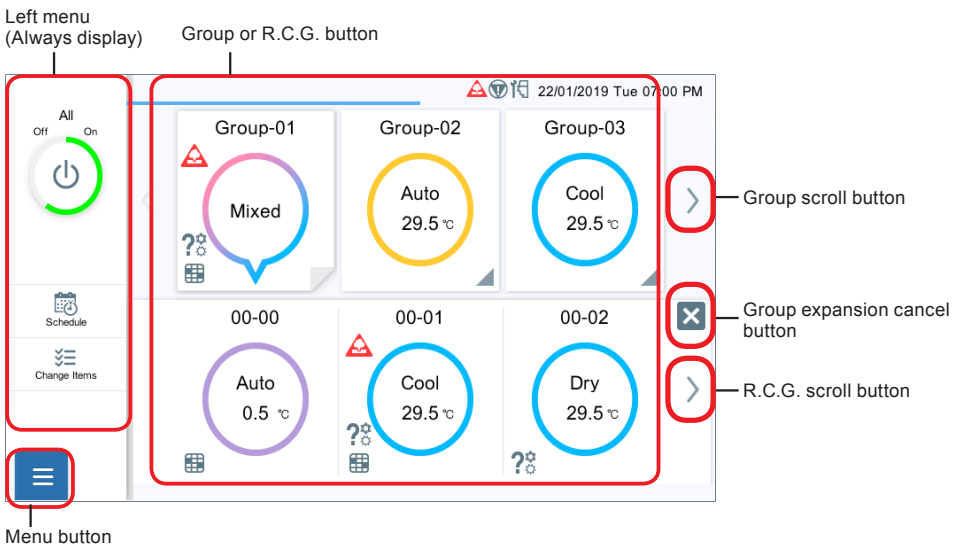 Left menu
(Always display)
Group or R.C.G. button
22/01/2019 Tue 07:00 PM
All
Off On
Group-01
Group-02
Group-03
Mixed
Auto
29.5 ℃
Cool
29.5 ℃
Group scroll button
Schedule
Change Items
00-00
00-01
00-02
Auto
0.5 ℃
Cool
29.5 ℃
Dry
29.5 ℃
Group expansion cancel
button
R.C.G. scroll button
Menu button